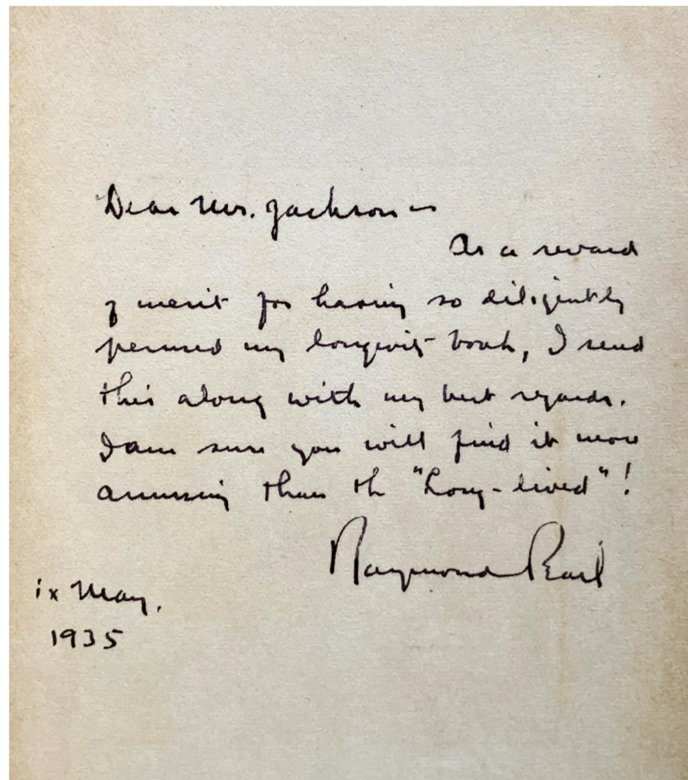 Dear Mrs. Jackson –
As a reward
of merit for having so diligently
perused my longevity book, I send
this along with my best regards.
I am sure you will find it more
amusing than the "Long-lived"!
Raymond Pearl
ix May.
1935